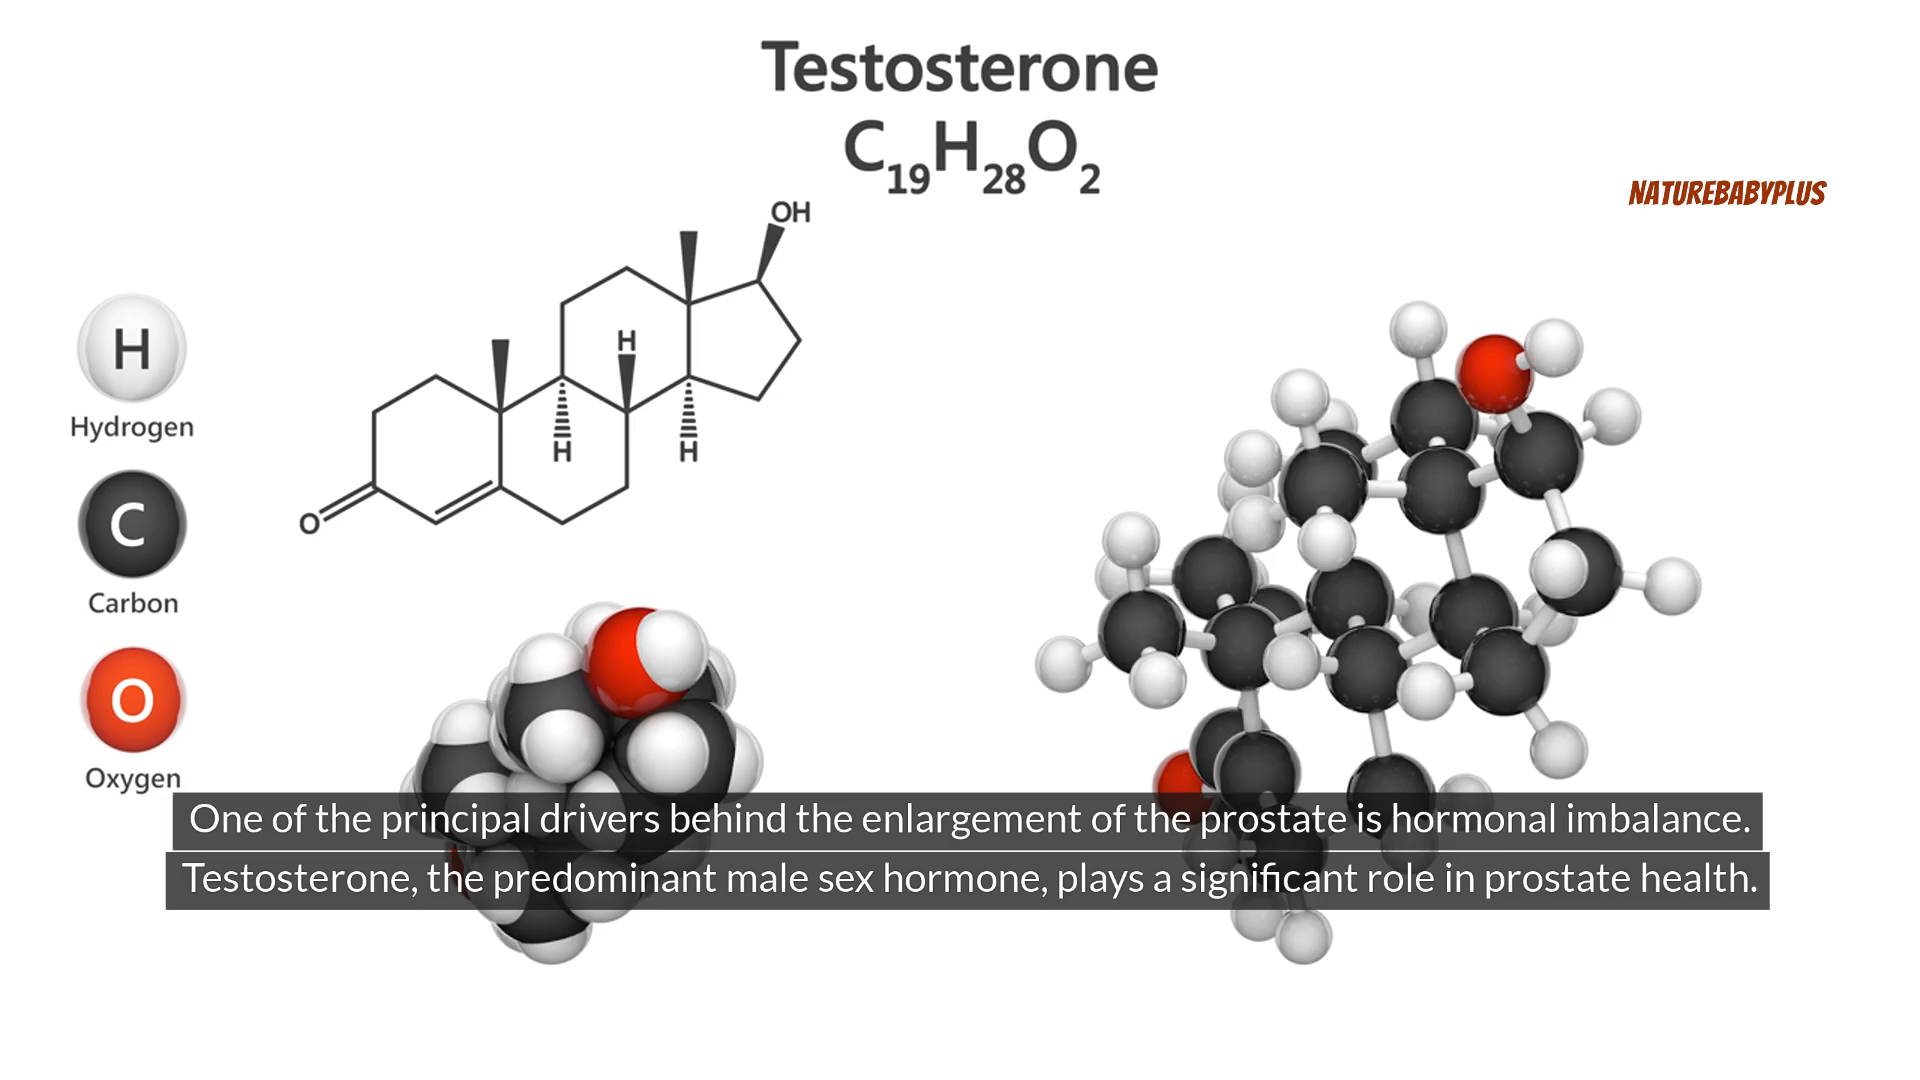 Testosterone
C19H28O2
NATUREBABYPLUS
OH
H
H
H
H
Hydrogen
C
Carbon
O
O
Oxygen
One of the principal drivers behind the enlargement of the prostate is hormonal imbalance.
Testosterone, the predominant male sex hormone, plays a significant role in prostate health.